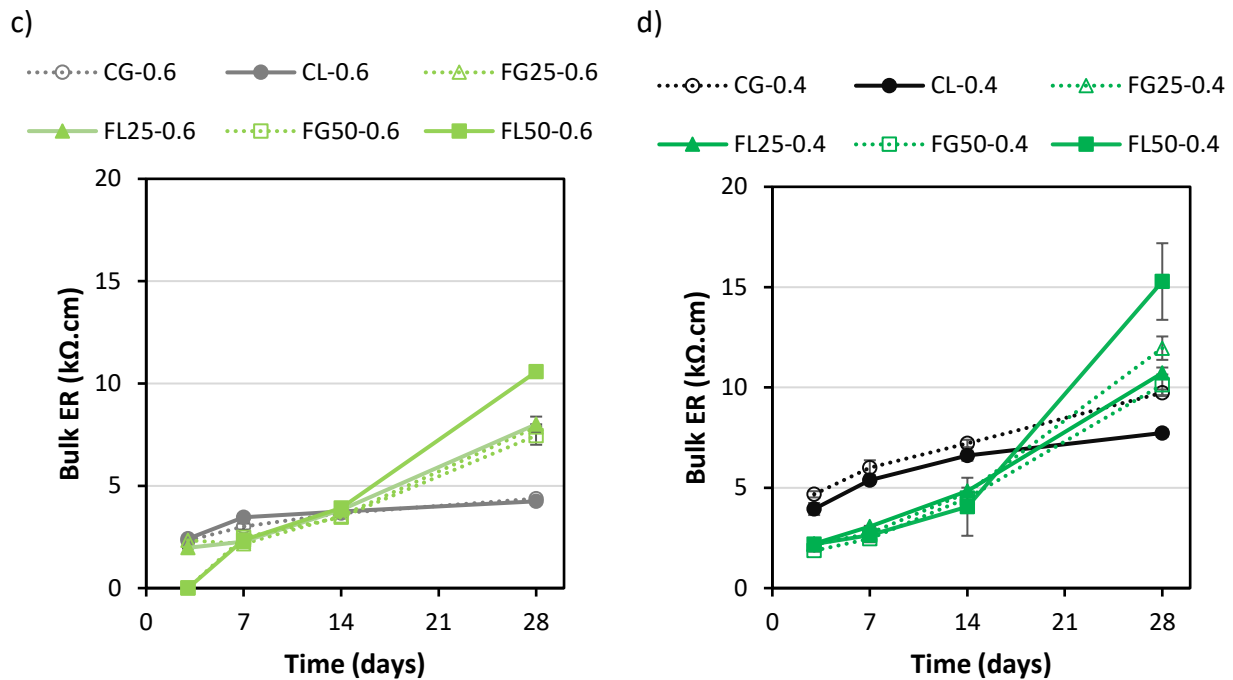 c)
CG-0.6 CL-0.6 FG25-0.6
FL25-0.6 FG50-0.6 FL50-0.6
20
15
10
5
0
0 7 14 21 28
Bulk ER (kΩ.cm)
Time (days)
d)
CG-0.4 CL-0.4 FG25-0.4
FL25-0.4 FG50-0.4 FL50-0.4
20
15
10
5
0
0 7 14 21 28
Bulk ER (kΩ.cm)
Time (days)